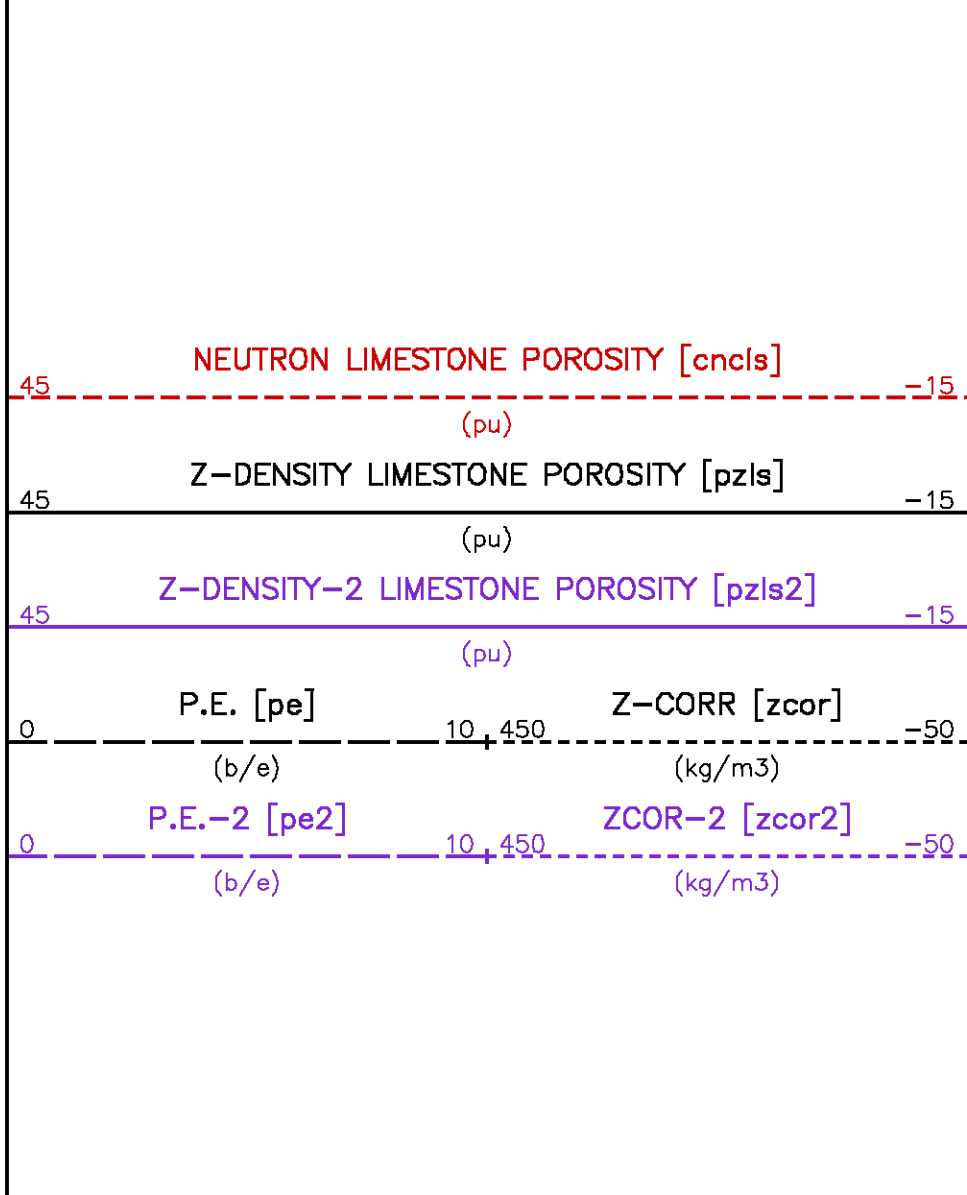 NEUTRON LIMESTONE POROSITY [cncls]
45 -15
(pu)
Z-DENSITY LIMESTONE POROSITY [pzls]
45 -15
(pu)
Z-DENSITY-2 LIMESTONE POROSITY [pzls2]
45 -15
(pu)
P.E. [pe] Z-CORR [zcor]
0 10 450 -50
(b/e) (kg/m3)
P.E.-2 [pe2] ZCOR-2 [zcor2]
0 10 450 -50
(b/e) (kg/m3)